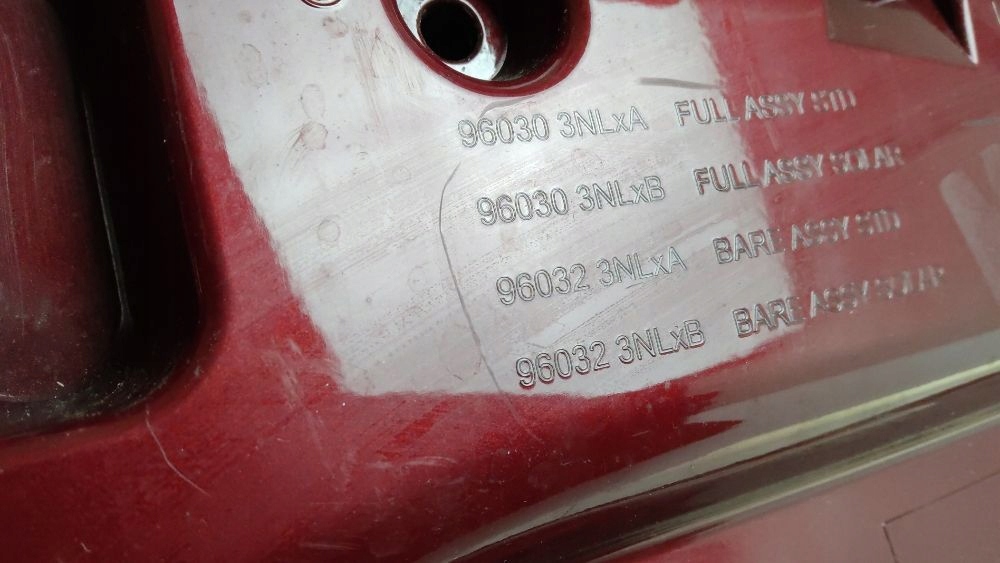 96030 3NLxA FULL ASSY STD
96030 3NLxB FULL ASSY SOLAR
96032 3NLxA BARE ASSY STD
96032 3NLxB BARE ASSY SOLAR